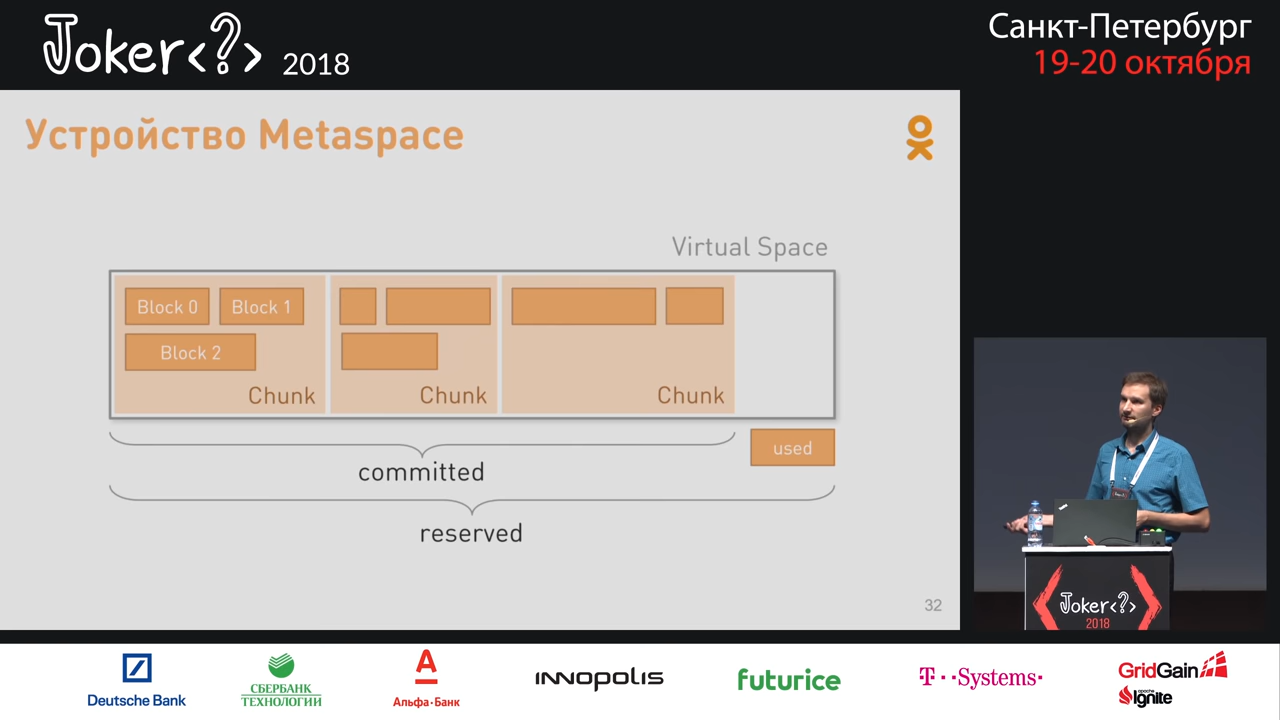 Joker<?> 2018
Санкт-Петербург
19-20 октября
Устройство Metaspace
Virtual Space
Block 0
Block 1
Block 2
Chunk
Chunk
Chunk
used
committed
reserved
32
Joker<?>
2018
Deutsche Bank
СБЕРБАНК
ТЕХНОЛОГИИ
А
Альфа·Банк
INNOPOLIS
futurice
T··Systems·
GridGain
apache
Ignite